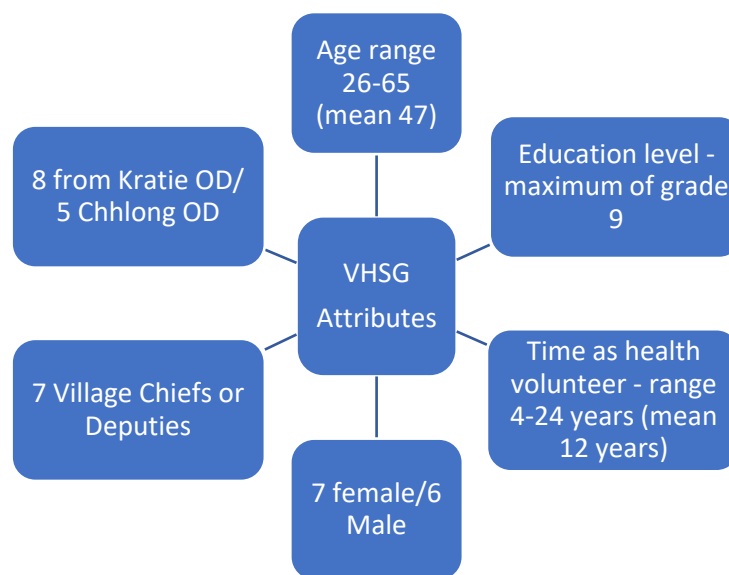 Age range
26-65
(mean 47)
Education level -
maximum of grade
9
8 from Kratie OD/
5 Chhlong OD
VHSG
Attributes
Time as health
volunteer - range
4-24 years (mean
12 years)
7 Village Chiefs or
Deputies
7 female/6
Male